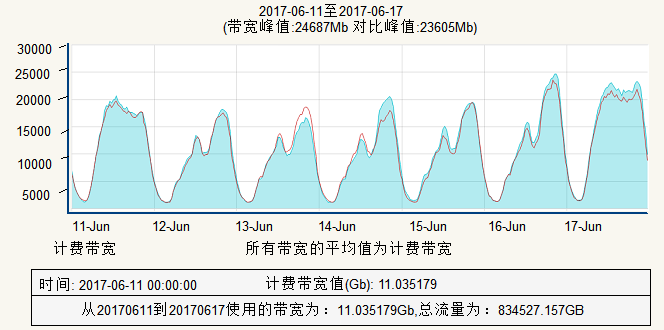 2017-06-11至2017-06-17
(带宽峰值:24687Mb 对比峰值:23605Mb)
30000
25000
20000
15000
10000
5000
11-Jun 12-Jun 13-Jun 14-Jun 15-Jun 16-Jun 17-Jun
计费带宽 所有带宽的平均值为计费带宽
时间: 2017-06-11 00:00:00 计费带宽值(Gb): 11.035179
从20170611到20170617使用的带宽为：11.035179Gb,总流量为：834527.157GB